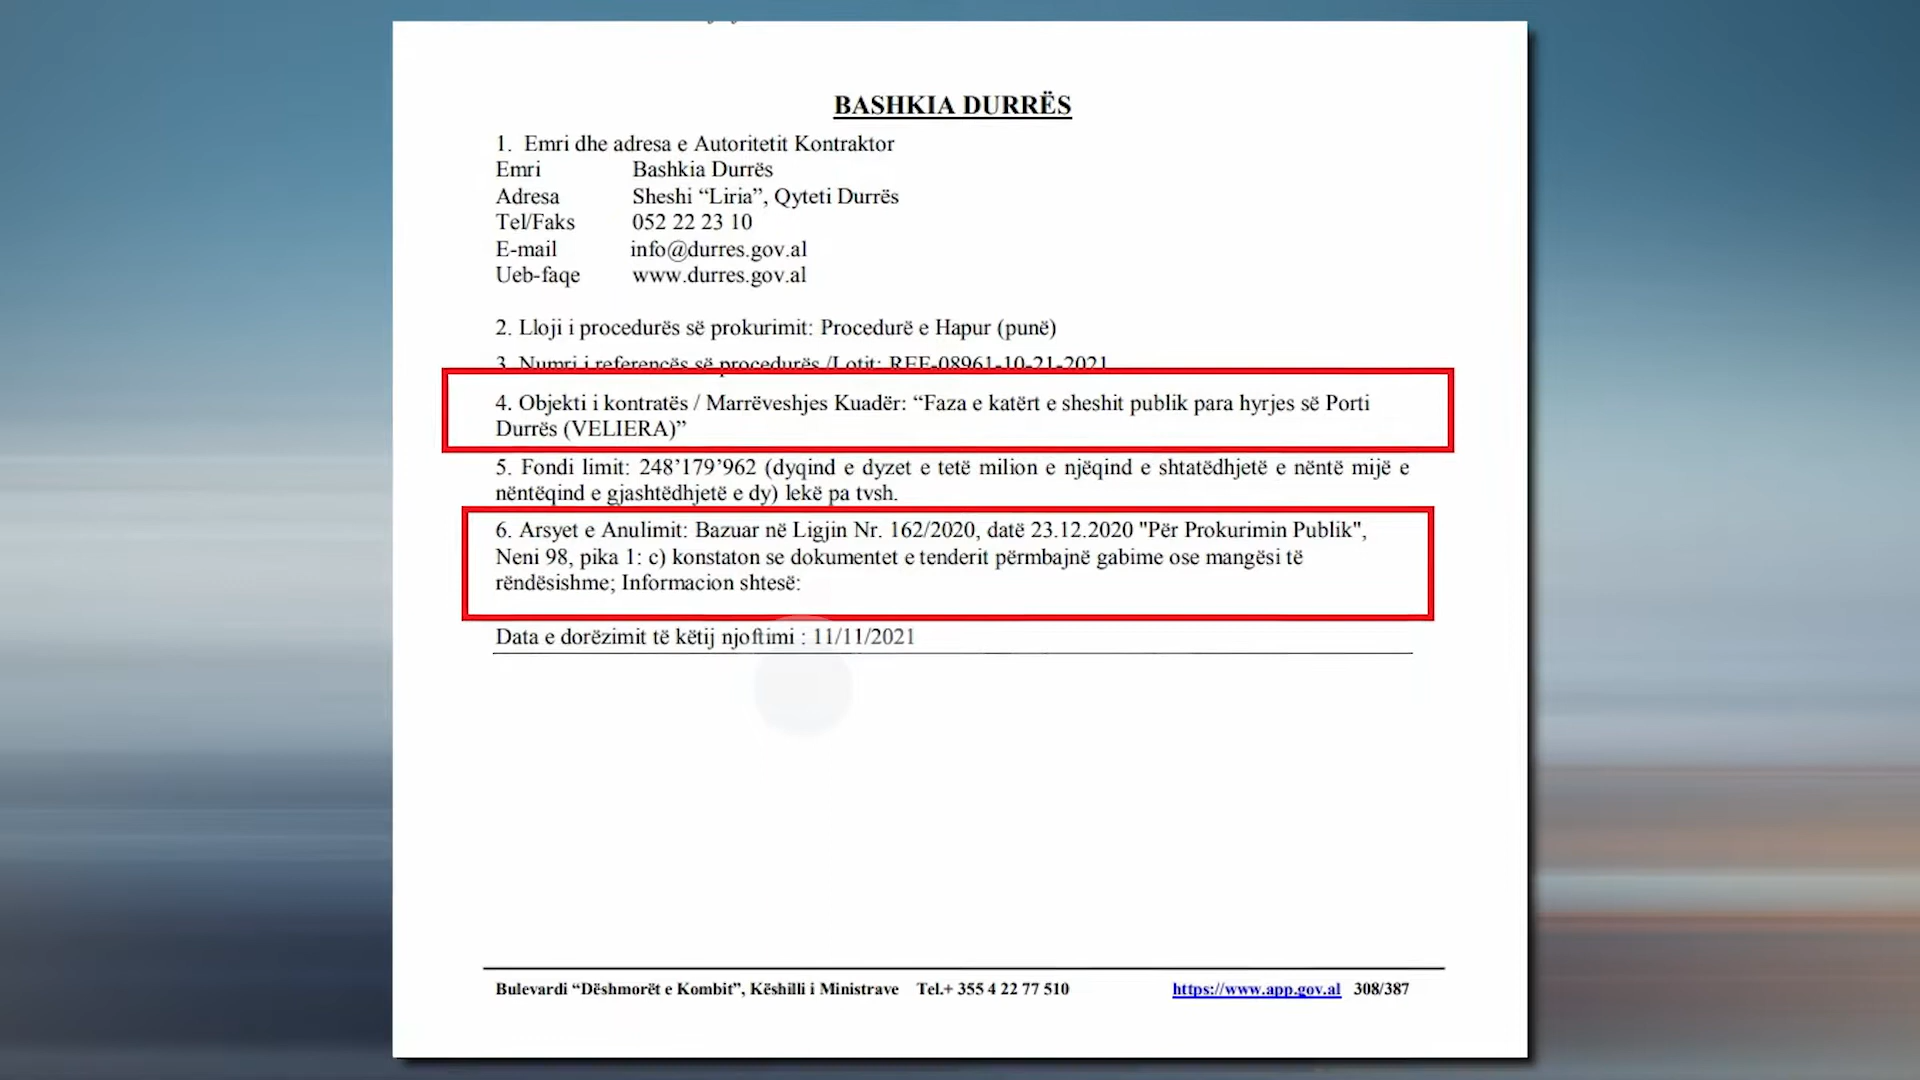 BASHKIA DURRËS
1. Emri dhe adresa e Autoritetit Kontraktor
Emri Bashkia Durrës
Adresa Sheshi “Liria”, Qyteti Durrës
Tel/Faks 052 22 23 10
E-mail info@durres.gov.al
Ueb-faqe www.durres.gov.al
2. Lloji i procedurës së prokurimit: Procedurë e Hapur (punë)
3. Numri i referencës së procedurës /Lotit: REF-08961-10-21-2021
4. Objekti i kontratës / Marrëveshjes Kuadër: “Faza e katërt e sheshit publik para hyrjes së Porti
Durrës (VELIERA)”
5. Fondi limit: 248’179’962 (dyqind e dyzet e tetë milion e njëqind e shtatëdhjetë e nëntë mijë e
nëntëqind e gjashtëdhjetë e dy) lekë pa tvsh.
6. Arsyet e Anulimit: Bazuar në Ligjin Nr. 162/2020, datë 23.12.2020 "Për Prokurimin Publik",
Neni 98, pika 1: c) konstaton se dokumentet e tenderit përmbajnë gabime ose mangësi të
rëndësishme; Informacion shtesë:
Data e dorëzimit të këtij njoftimi : 11/11/2021
Bulevardi “Dëshmorët e Kombit”, Këshilli i Ministrave Tel.+ 355 4 22 77 510 https://www.app.gov.al 308/387